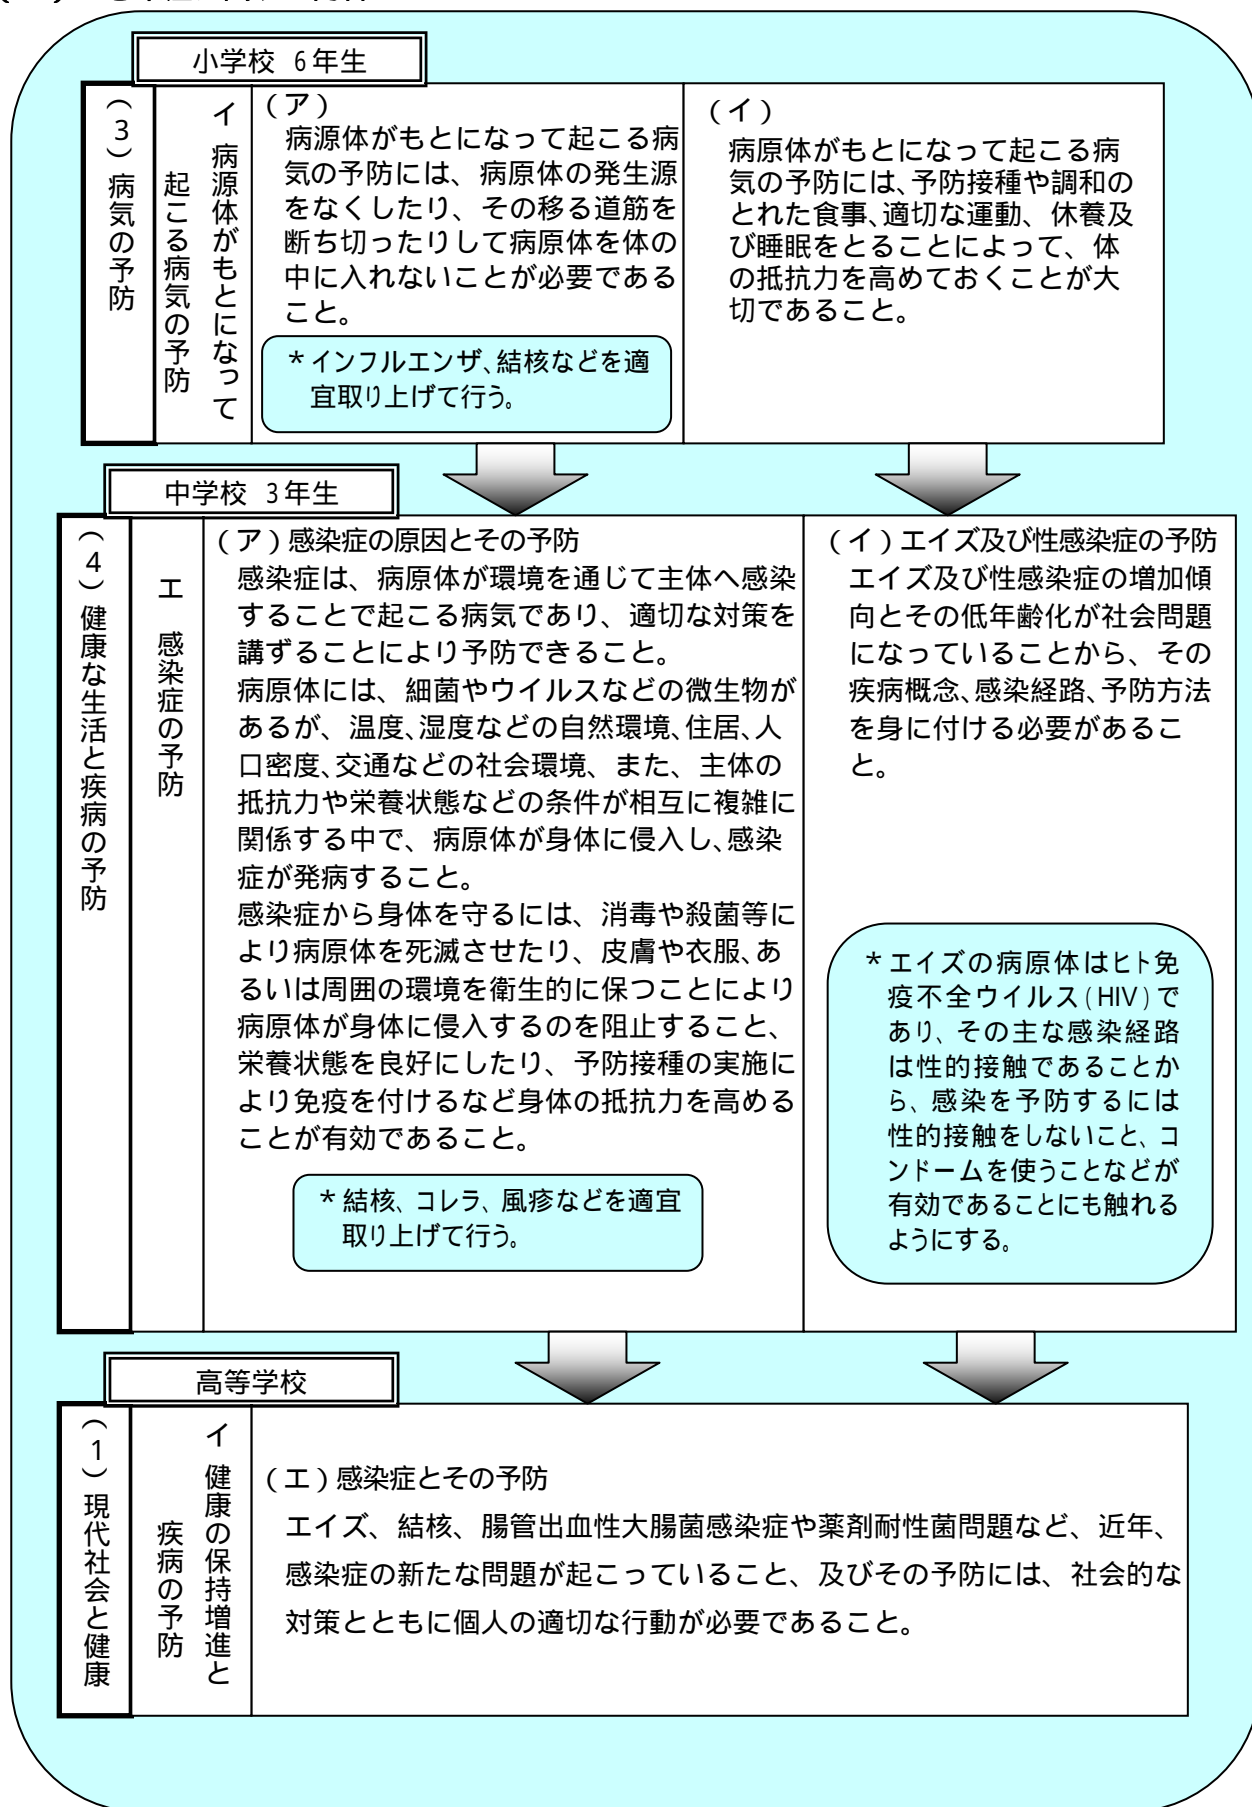 小学校 6年生
（3）病気の予防
イ 病源体がもとになって
起こる病気の予防
（ア）
病源体がもとになって起こる病
気の予防には、病原体の発生源
をなくしたり、その移る道筋を
断ち切ったりして病原体を体の
中に入れないことが必要である
こと。
＊インフルエンザ、結核などを適
宜取り上げて行う。
（イ）
病原体がもとになって起こる病
気の予防には、予防接種や調和の
とれた食事、適切な運動、休養及
び睡眠をとることによって、体
の抵抗力を高めておくことが大
切であること。
中学校 3年生
（4）健康な生活と疾病の予防
エ 感染症の予防
（ア）感染症の原因とその予防
感染症は、病原体が環境を通じて主体へ感染
することで起こる病気であり、適切な対策を
講ずることにより予防できること。
病原体には、細菌やウイルスなどの微生物が
あるが、温度、湿度などの自然環境、住居、人
口密度、交通などの社会環境、また、主体の
抵抗力や栄養状態などの条件が相互に複雑に
関係する中で、病原体が身体に侵入し、感染
症が発病すること。
感染症から身体を守るには、消毒や殺菌等に
より病原体を死滅させたり、皮膚や衣服、あ
るいは周囲の環境を衛生的に保つことにより
病原体が身体に侵入するのを阻止すること、
栄養状態を良好にしたり、予防接種の実施に
より免疫を付けるなど身体の抵抗力を高める
ことが有効であること。
＊結核、コレラ、風疹などを適宜
取り上げて行う。
（イ）エイズ及び性感染症の予防
エイズ及び性感染症の増加傾
向とその低年齢化が社会問題
になっていることから、その
疾病概念、感染経路、予防方法
を身に付ける必要があるこ
と。
＊エイズの病原体はヒト免
疫不全ウイルス(HIV)で
あり、その主な感染経路
は性的接触であることか
ら、感染を予防するには
性的接触をしないこと、コ
ンドームを使うことなどが
有効であることにも触れる
ようにする。
高等学校
（1）現代社会と健康
イ 健康の保持増進と
疾病の予防
（エ）感染症とその予防
エイズ、結核、腸管出血性大腸菌感染症や薬剤耐性菌問題など、近年、
感染症の新たな問題が起こっていること、及びその予防には、社会的な
対策とともに個人の適切な行動が必要であること。